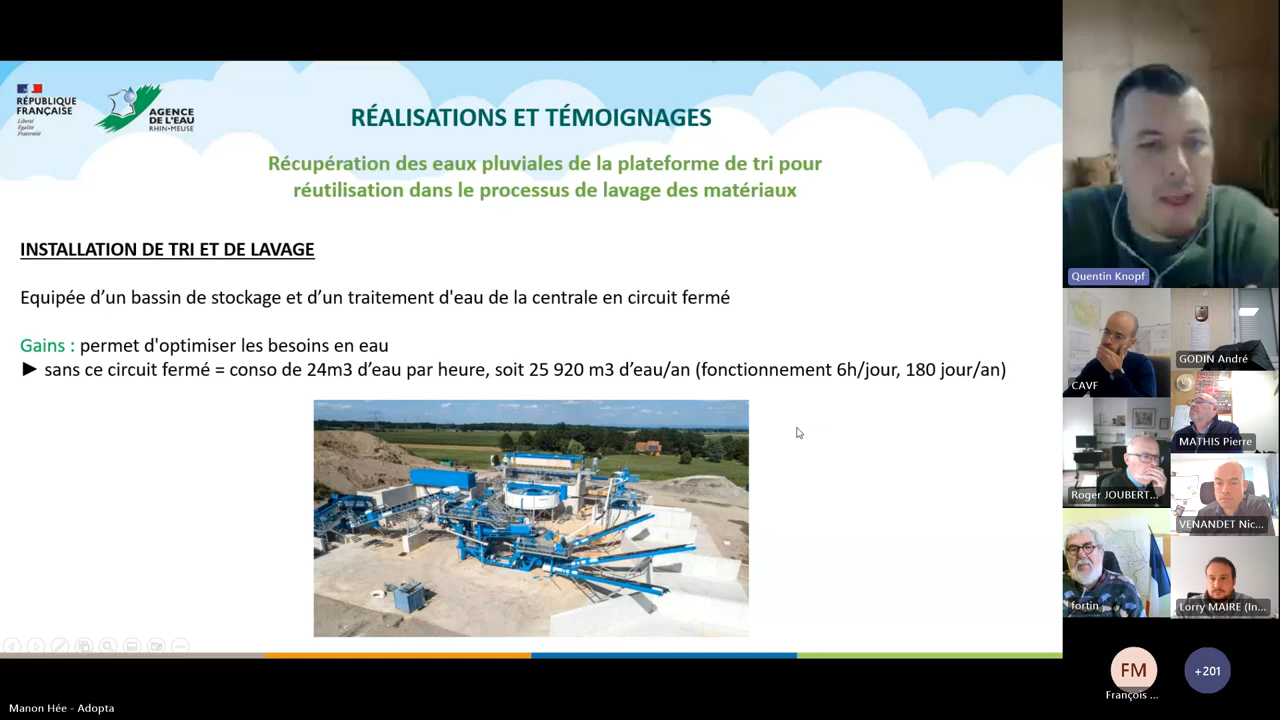 RÉPUBLIQUE
FRANÇAISE
Liberté
Égalité
Fraternité
AGENCE
DE L'EAU
RHIN•MEUSE
RÉALISATIONS ET TÉMOIGNAGES
Récupération des eaux pluviales de la plateforme de tri pour
réutilisation dans le processus de lavage des matériaux
INSTALLATION DE TRI ET DE LAVAGE
Equipée d’un bassin de stockage et d’un traitement d'eau de la centrale en circuit fermé
Gains : permet d'optimiser les besoins en eau
► sans ce circuit fermé = conso de 24m3 d’eau par heure, soit 25 920 m3 d’eau/an (fonctionnement 6h/jour, 180 jour/an)
Quentin Knopf
CAVF
GODIN André
MATHIS Pierre
Roger JOUBERT...
VENANDET Nic...
fortin
Lorry MAIRE (In...
FM
François ...
+201
Manon Hée - Adopta